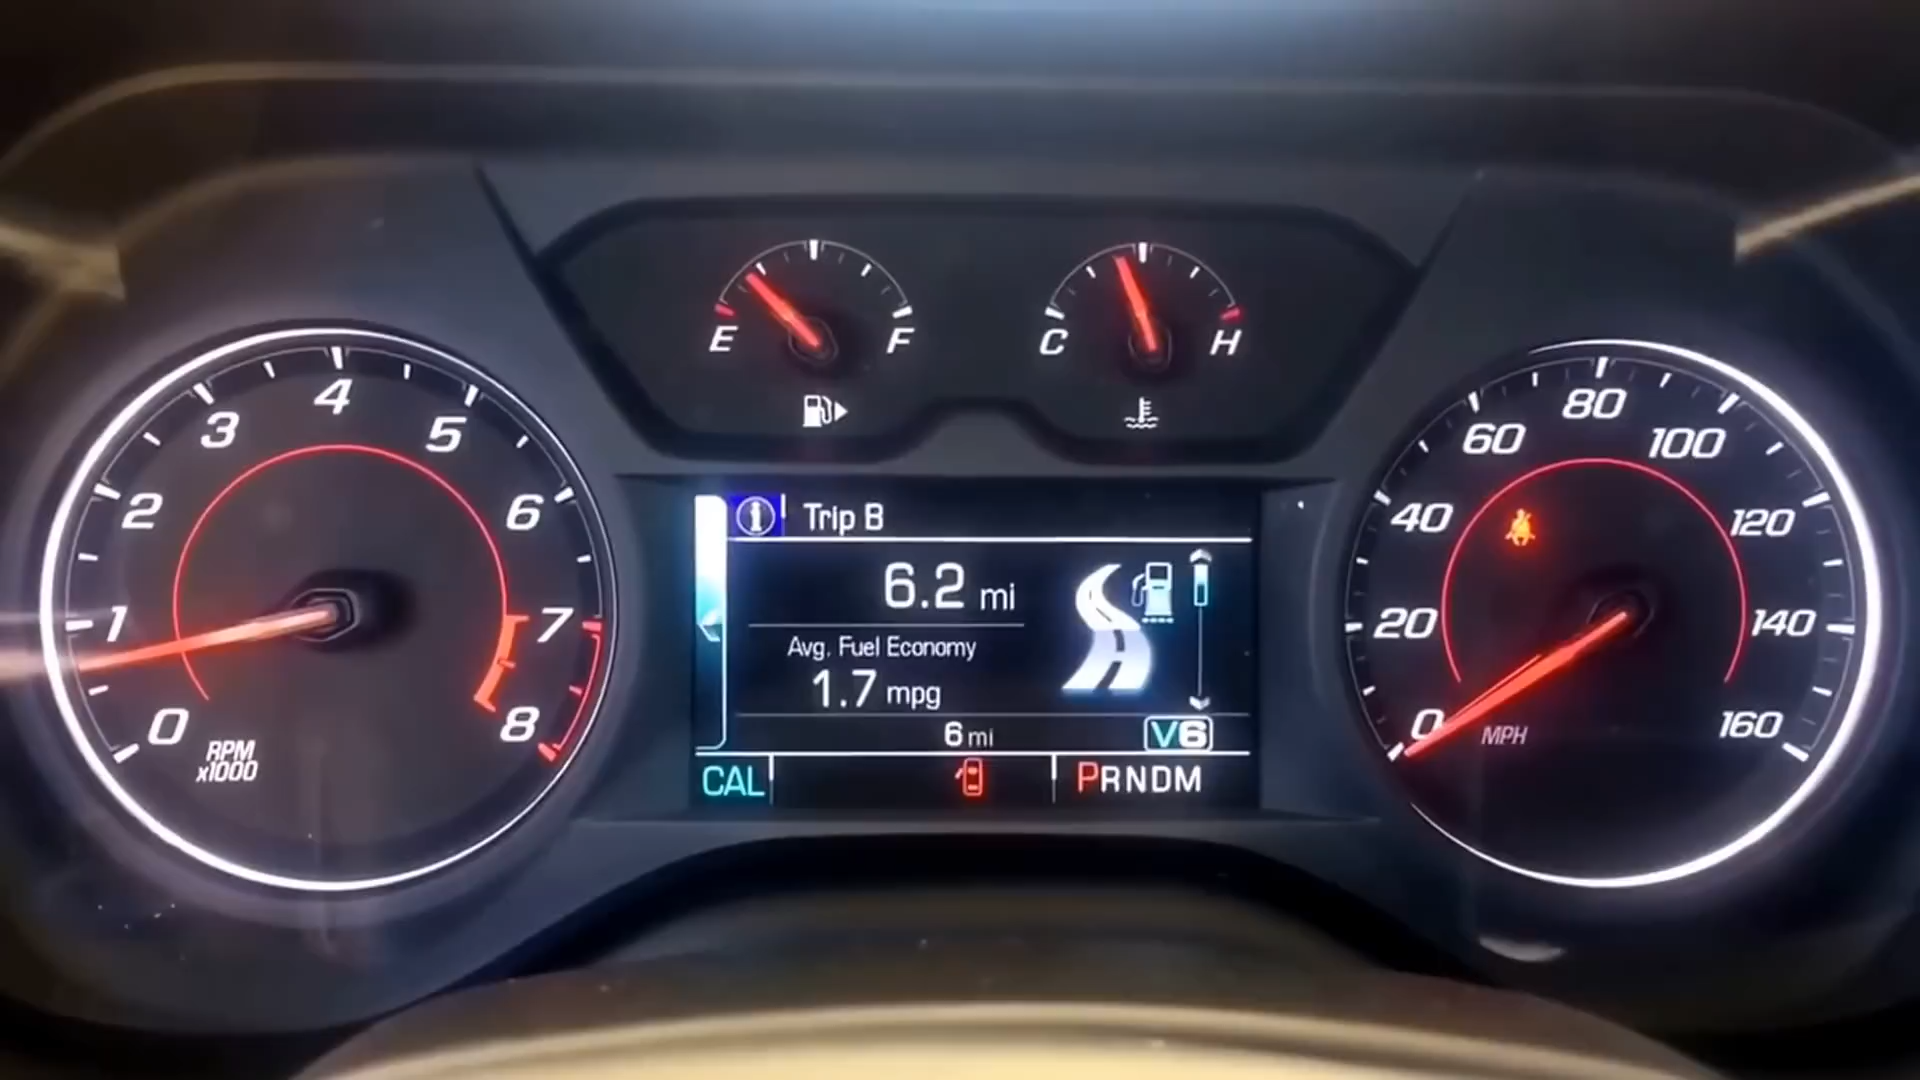 E F
C H
0 1 2 3 4 5 6 7 8
RPM
x1000
Trip B
6.2 mi
Avg. Fuel Economy
1.7 mpg
6 mi
V6
CAL
PRNDM
0 20 40 60 80 100 120 140 160
MPH